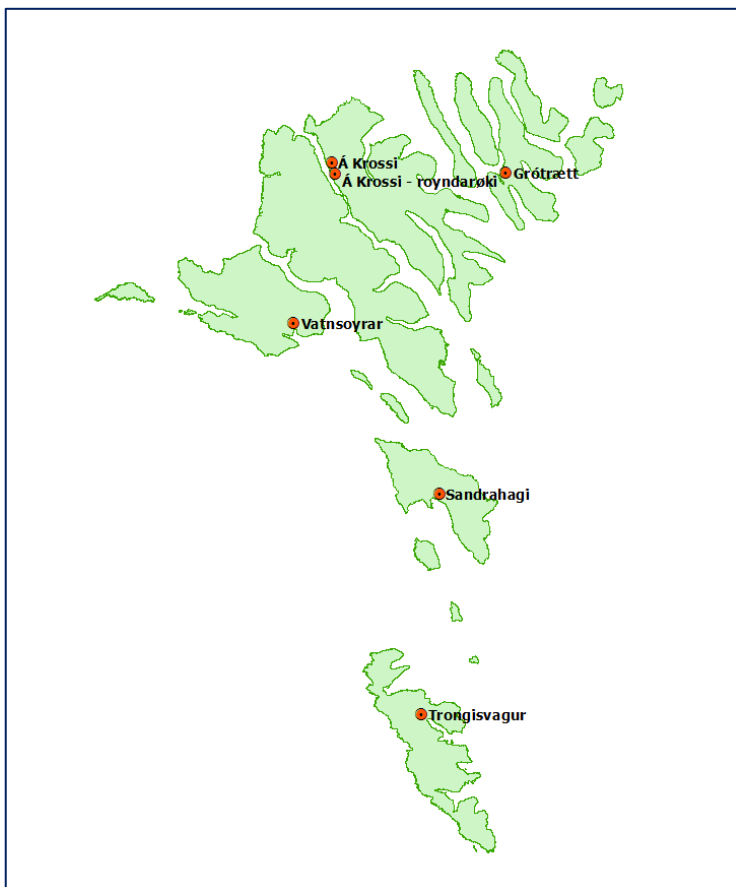 Á Krossi
Á Krossi - royndarøki
Grótrætt
Vatnsoyrar
Sandrahagi
Trongisvagur